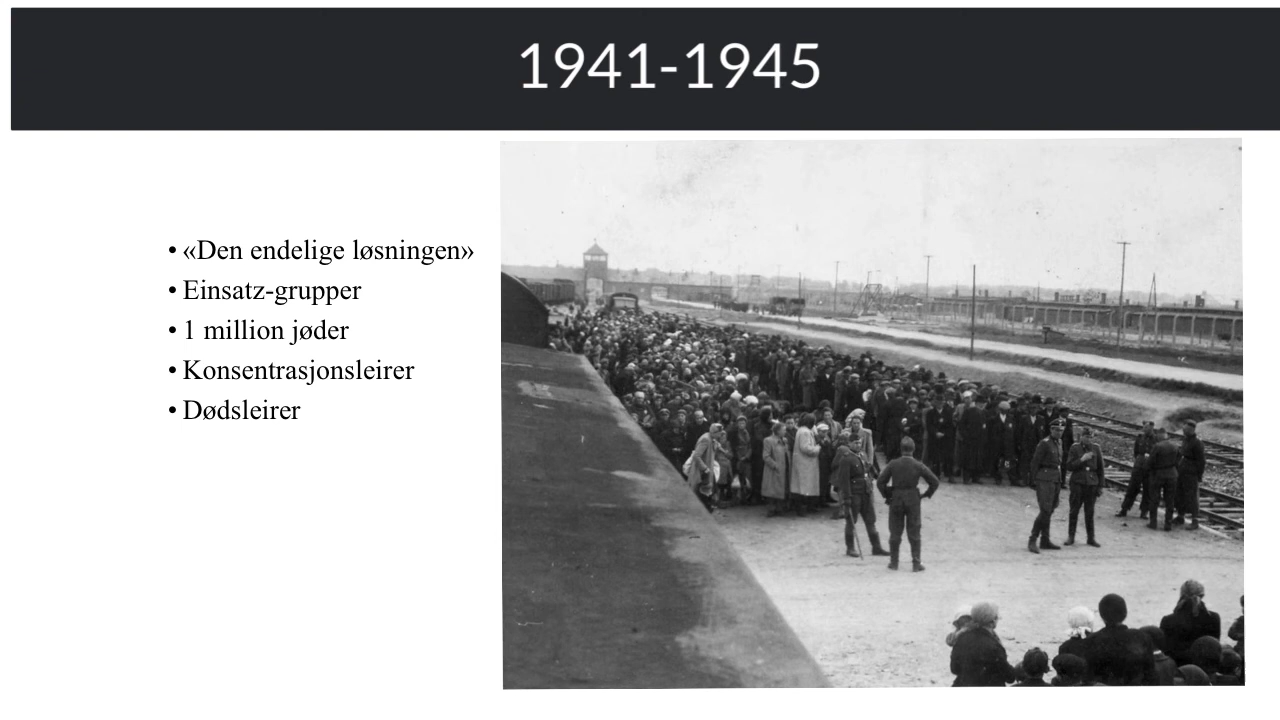 1941-1945
• «Den endelige løsningen»
• Einsatz-grupper
• 1 million jøder
• Konsentrasjonsleirer
• Dødsleirer